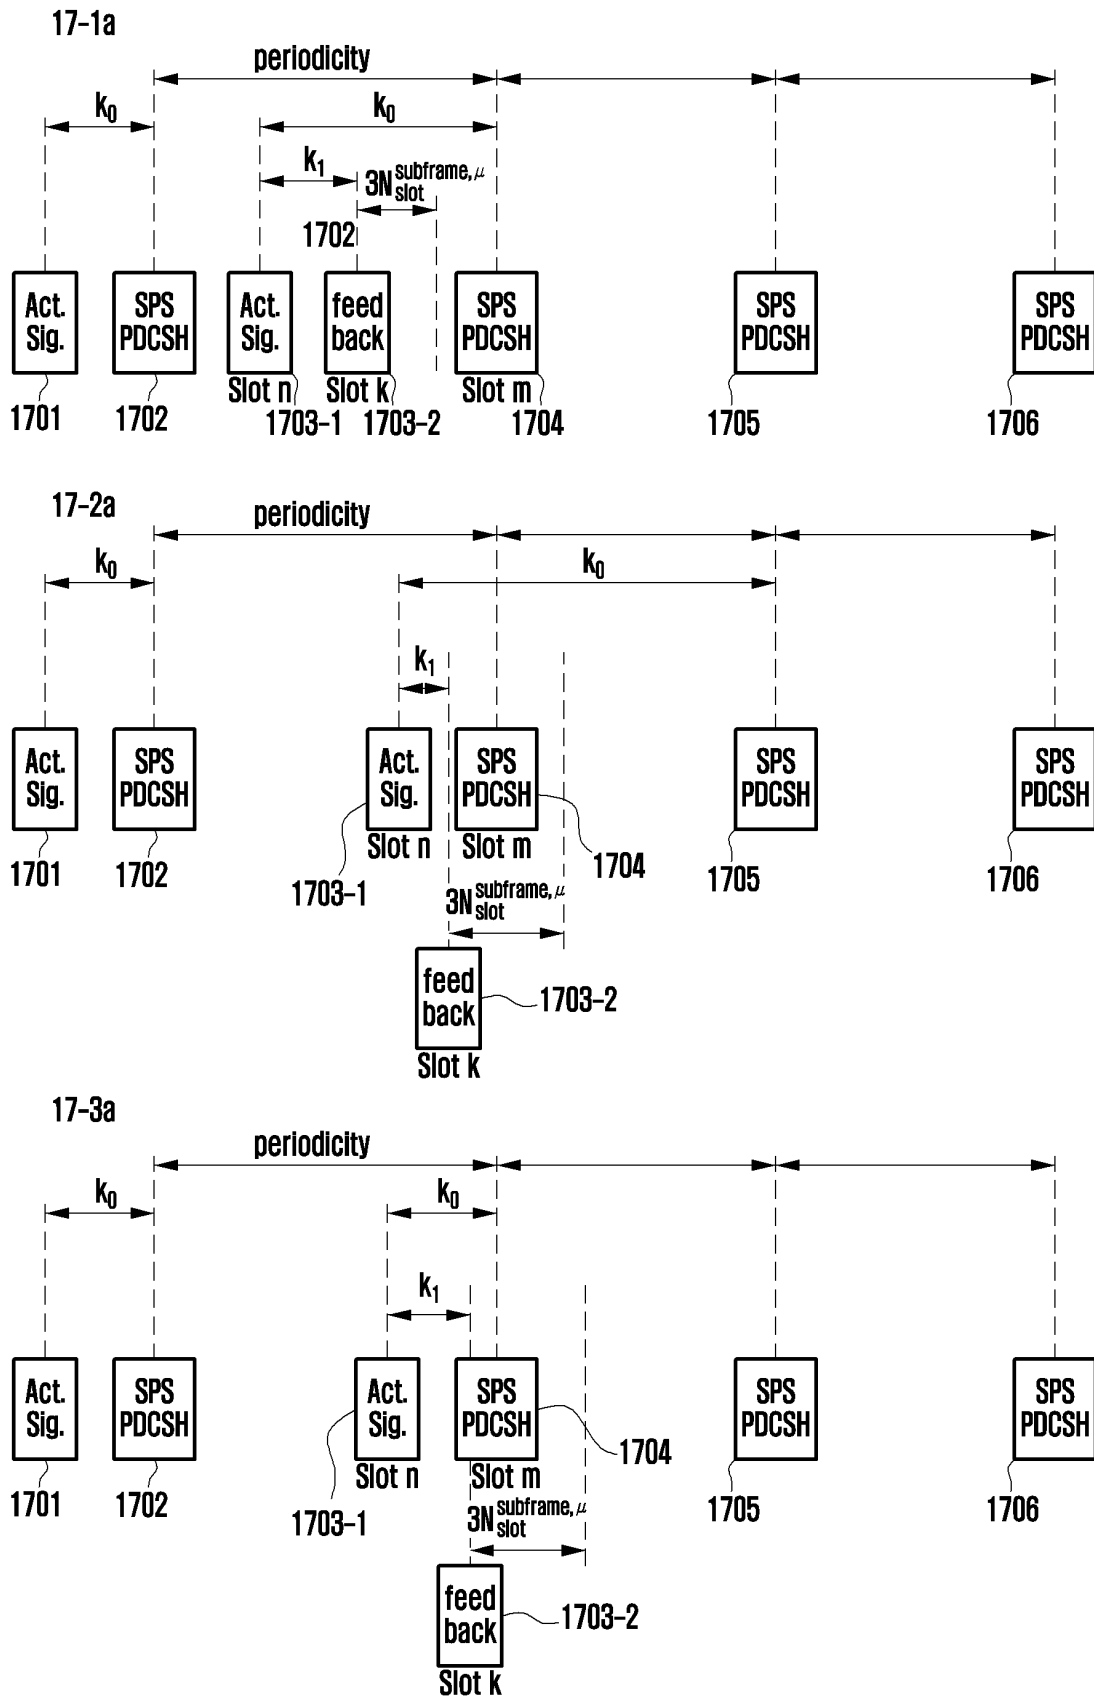 17-1a
periodicity
k0 k0
k1 3N slot subframe, μ
1702
Act. Sig. SPS PDCSH Act. Sig. feed back SPS PDCSH SPS PDCSH SPS PDCSH
Slot n Slot k Slot m
1701 1702 1703-1 1703-2 1704 1705 1706
17-2a
periodicity
k0 k0
k1
Act. Sig. SPS PDCSH Act. Sig. SPS PDCSH SPS PDCSH SPS PDCSH
Slot n Slot m
1701 1702 1703-1 1704 1705 1706
3N slot subframe, μ
feed back 1703-2
Slot k
17-3a
periodicity
k0 k0
k1
Act. Sig. SPS PDCSH Act. Sig. SPS PDCSH SPS PDCSH SPS PDCSH
Slot n Slot m
1701 1702 1703-1 1704 1705 1706
3N slot subframe, μ
feed back 1703-2
Slot k